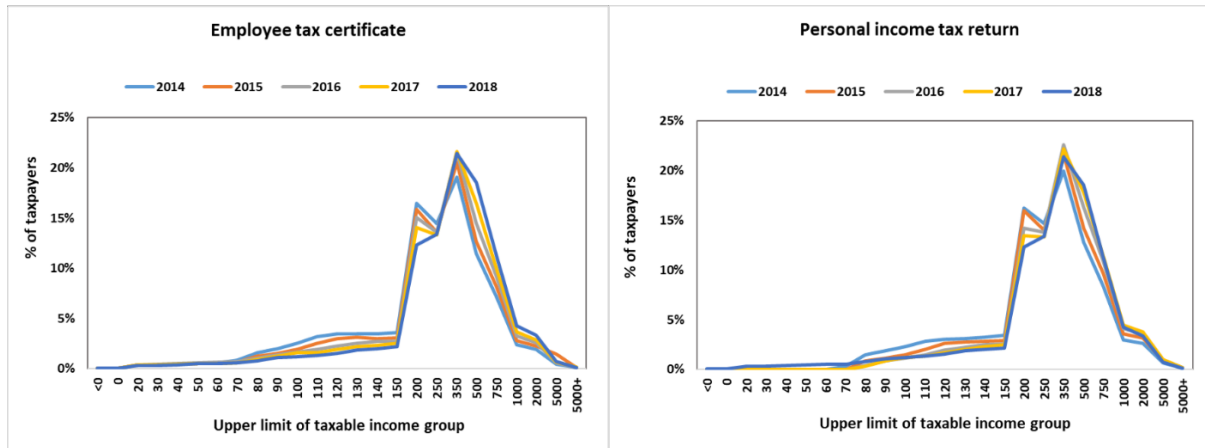 Employee tax certificate
2014 2015 2016 2017 2018
25%
20%
15%
10%
5%
0%
% of taxpayers
<0 0 20 30 40 50 60 70 80 90 100 110 120 130 140 150 200 250 350 500 750 1000 2000 5000 5000+
Upper limit of taxable income group
Personal income tax return
2014 2015 2016 2017 2018
25%
20%
15%
10%
5%
0%
% of taxpayers
<0 0 20 30 40 50 60 70 80 90 100 110 120 130 140 150 200 250 350 500 750 1000 2000 5000 5000+
Upper limit of taxable income group